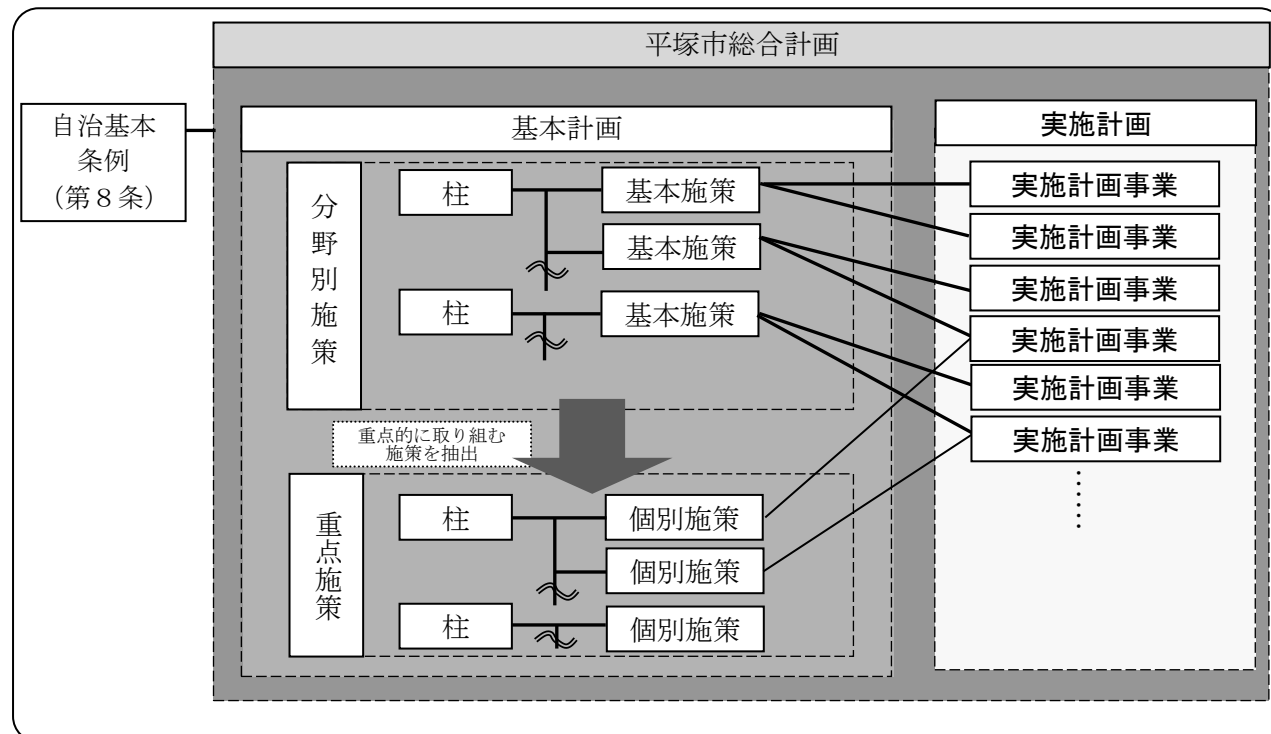 平塚市総合計画
自治基本
条例
（第８条）
基本計画
分野別施策
柱
基本施策
基本施策
柱
基本施策
重点的に取り組む
施策を抽出
重点施策
柱
個別施策
個別施策
柱
個別施策
実施計画
実施計画事業
実施計画事業
実施計画事業
実施計画事業
実施計画事業
実施計画事業
……